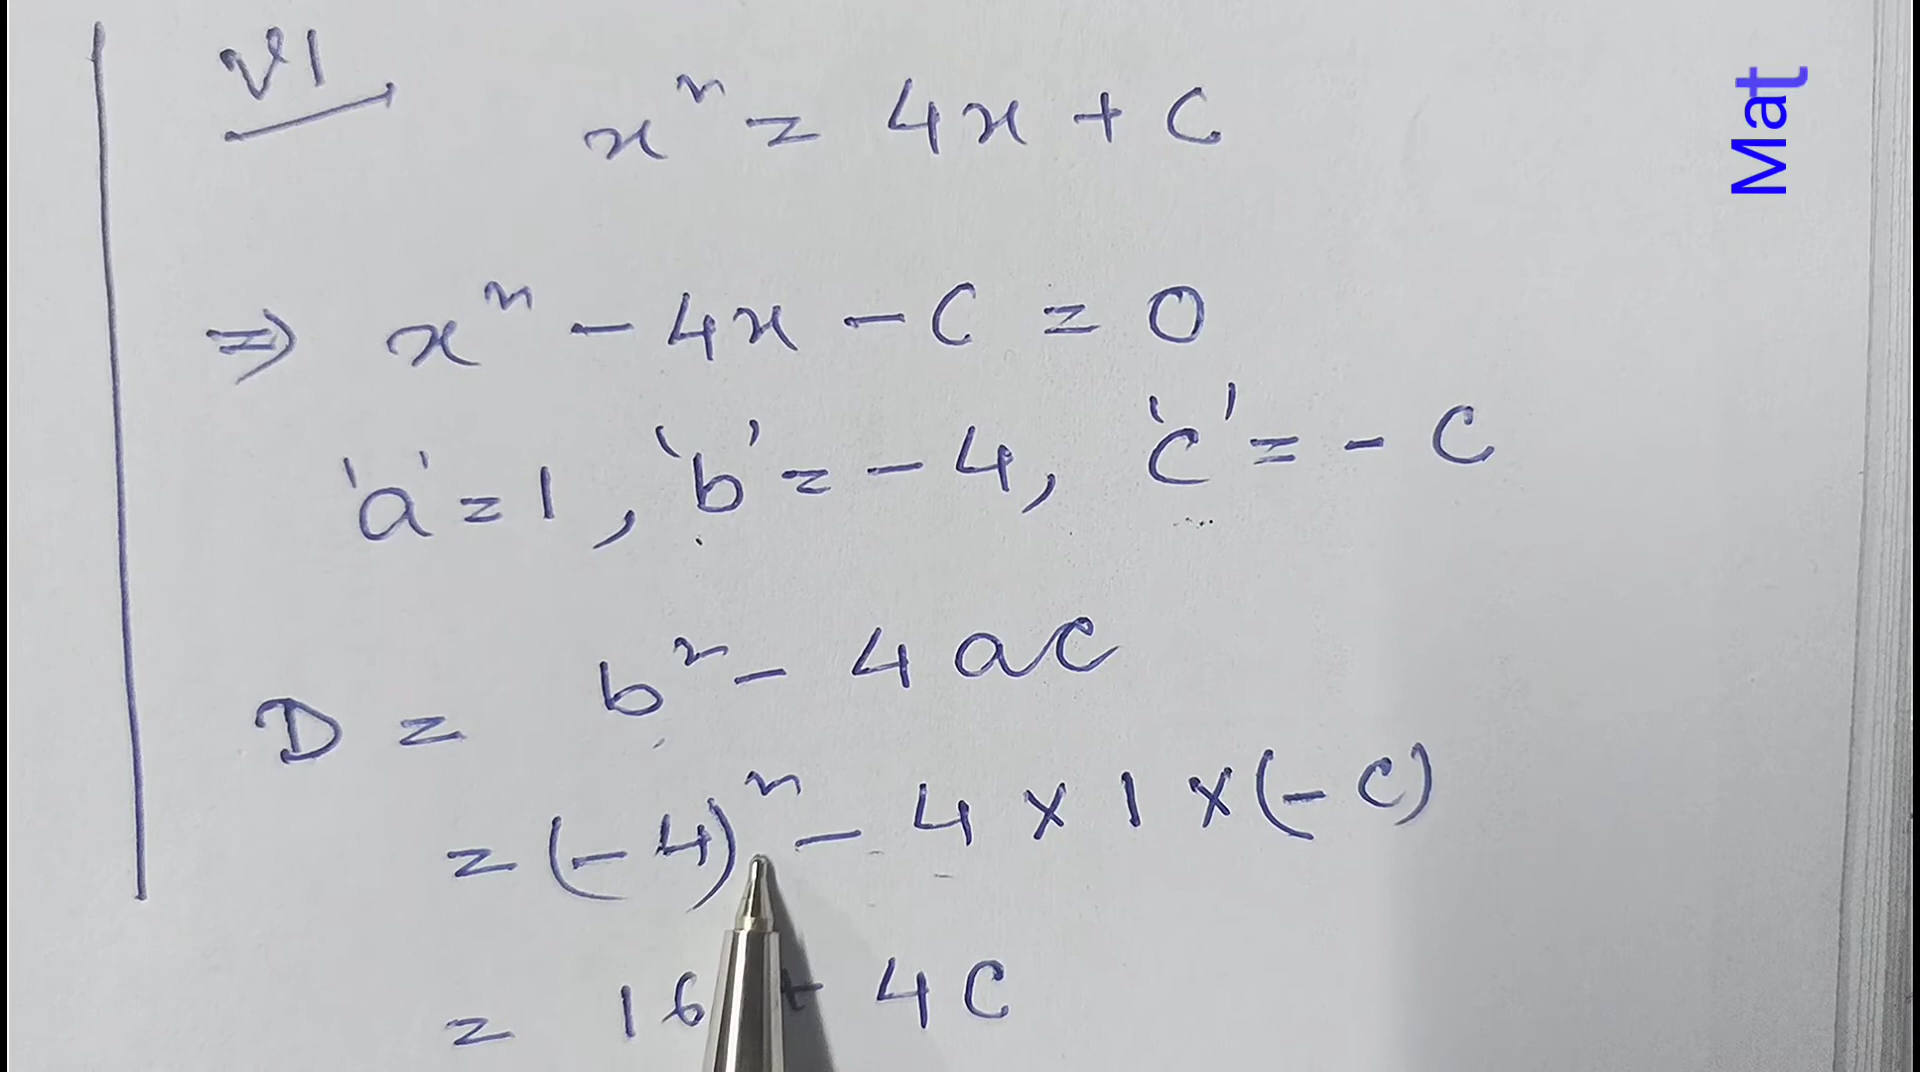 VI
x² = 4x + c
⇒ x² - 4x - c = 0
'a' = 1, 'b' = -4, 'c' = - c
D = b² - 4ac
= (-4)² - 4 × 1 × (- c)
= 16 + 4c
Mat